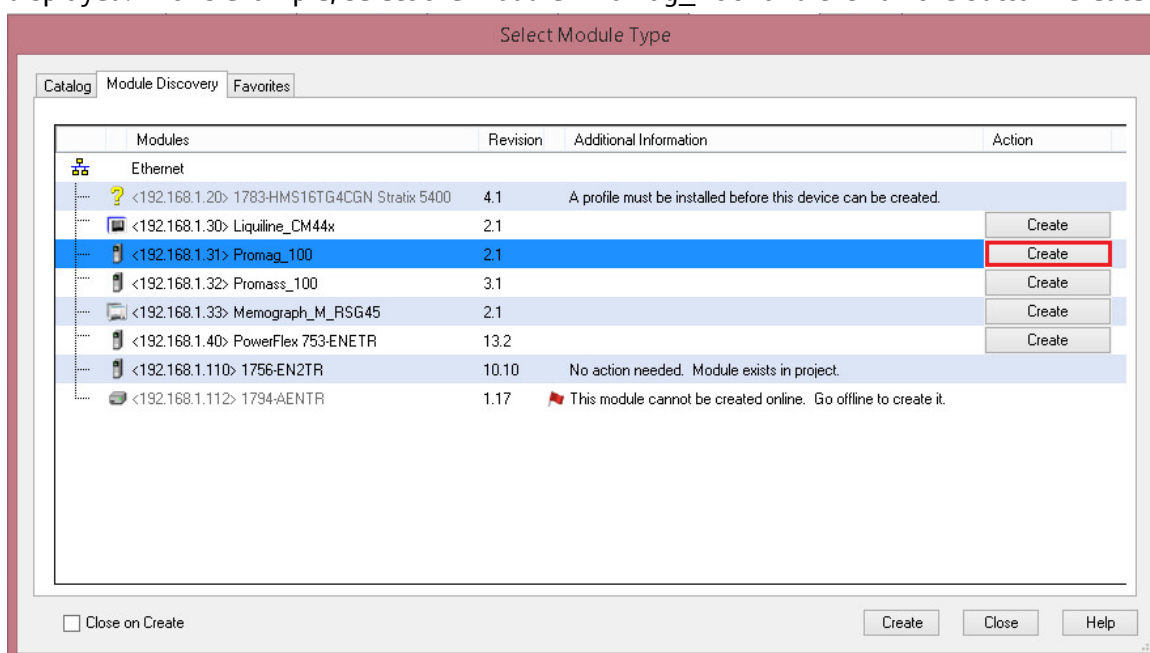 Select Module Type
Catalog Module Discovery Favorites
Modules Revision Additional Information Action
Ethernet
<192.168.1.20> 1783-HMS16TG4CGN Stratix 5400 4.1 A profile must be installed before this device can be created.
<192.168.1.30> Liquiline_CM44x 2.1 Create
<192.168.1.31> Promag_100 2.1 Create
<192.168.1.32> Promass_100 3.1 Create
<192.168.1.33> Memograph_M_RSG45 2.1 Create
<192.168.1.40> PowerFlex 753-ENETR 13.2 Create
<192.168.1.110> 1756-EN2TR 10.10 No action needed. Module exists in project.
<192.168.1.112> 1794-AENTR 1.17 This module cannot be created online. Go offline to create it.
Close on Create Create Close Help